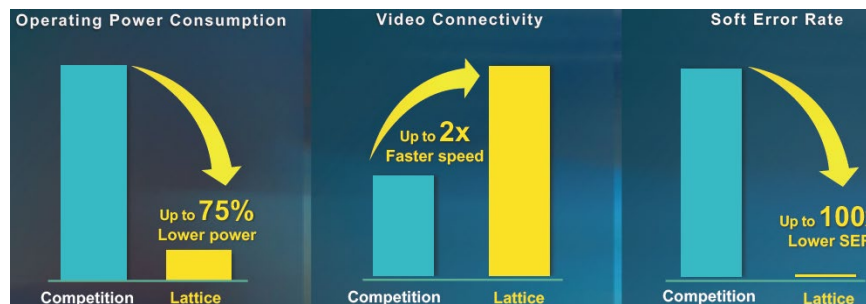 Operating Power Consumption
Up to 75%
Lower power
Competition Lattice
Video Connectivity
Up to 2x
Faster speed
Competition Lattice
Soft Error Rate
Up to 100
Lower SER
Competition Lattice